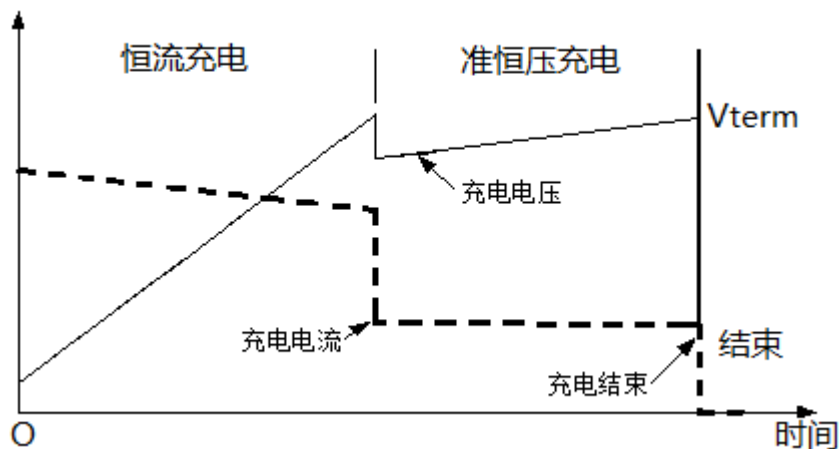 恒流充电
准恒压充电
Vterm
充电电压
充电电流
结束
充电结束
O
时间